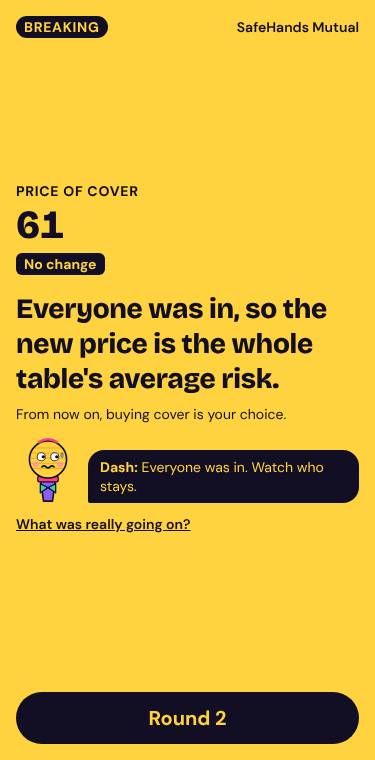 BREAKING
SafeHands Mutual
PRICE OF COVER
61
No change
Everyone was in, so the
new price is the whole
table's average risk.
From now on, buying cover is your choice.
Dash: Everyone was in. Watch who
stays.
What was really going on?
Round 2